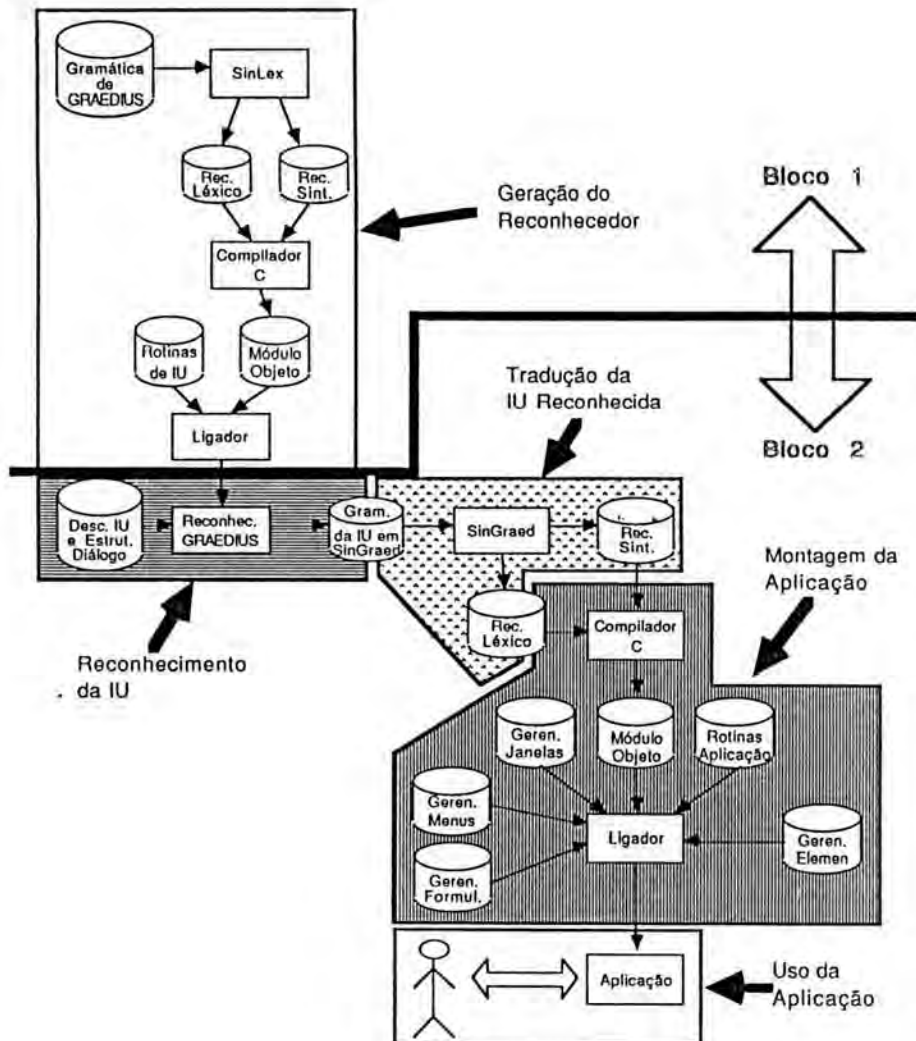 Gramática
de
GRAEDIUS
SinLex
Rec.
Léxico
Rec.
Sint.
Geração do
Reconhecedor
Bloco 1
Compilador
C
Rotinas
de IU
Módulo
Objeto
Tradução da
IU Reconhecida
Ligador
Bloco 2
Desc. IU
e Estrut.
Diálogo
Reconhec.
GRAEDIUS
Gram.
da IU em
SinGraed
SinGraed
Rec.
Sint.
Montagem da
Aplicação
Rec.
Léxico
Compilador
C
Reconhecimento
da IU
Geren.
Janelas
Módulo
Objeto
Rotinas
Aplicação
Geren.
Menus
Ligador
Geren.
Elemen
Geren.
Formul.
Aplicação
Uso da
Aplicação